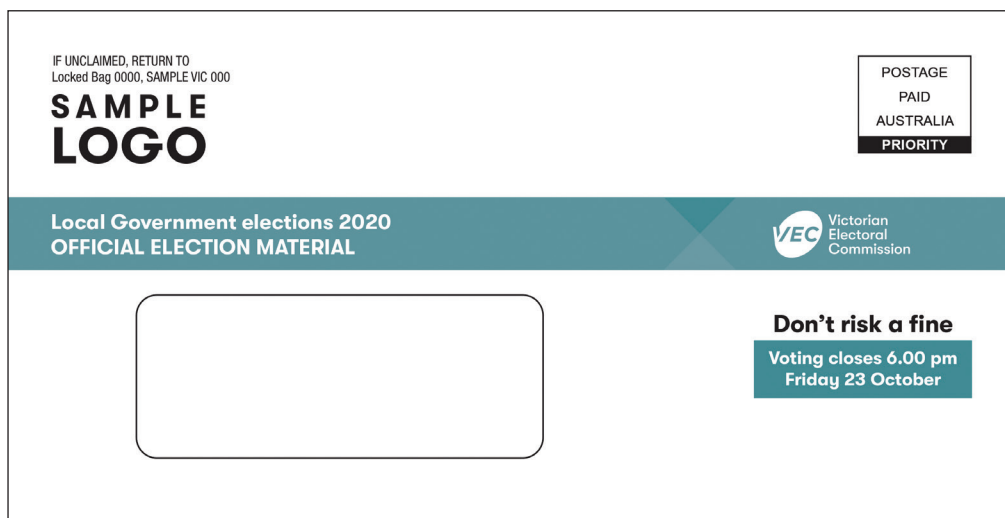 IF UNCLAIMED, RETURN TO
Locked Bag 0000, SAMPLE VIC 000
SAMPLE
LOGO
POSTAGE
PAID
AUSTRALIA
PRIORITY
Local Government elections 2020
OFFICIAL ELECTION MATERIAL
VEC
Victorian
Electoral
Commission
Don't risk a fine
Voting closes 6.00 pm
Friday 23 October